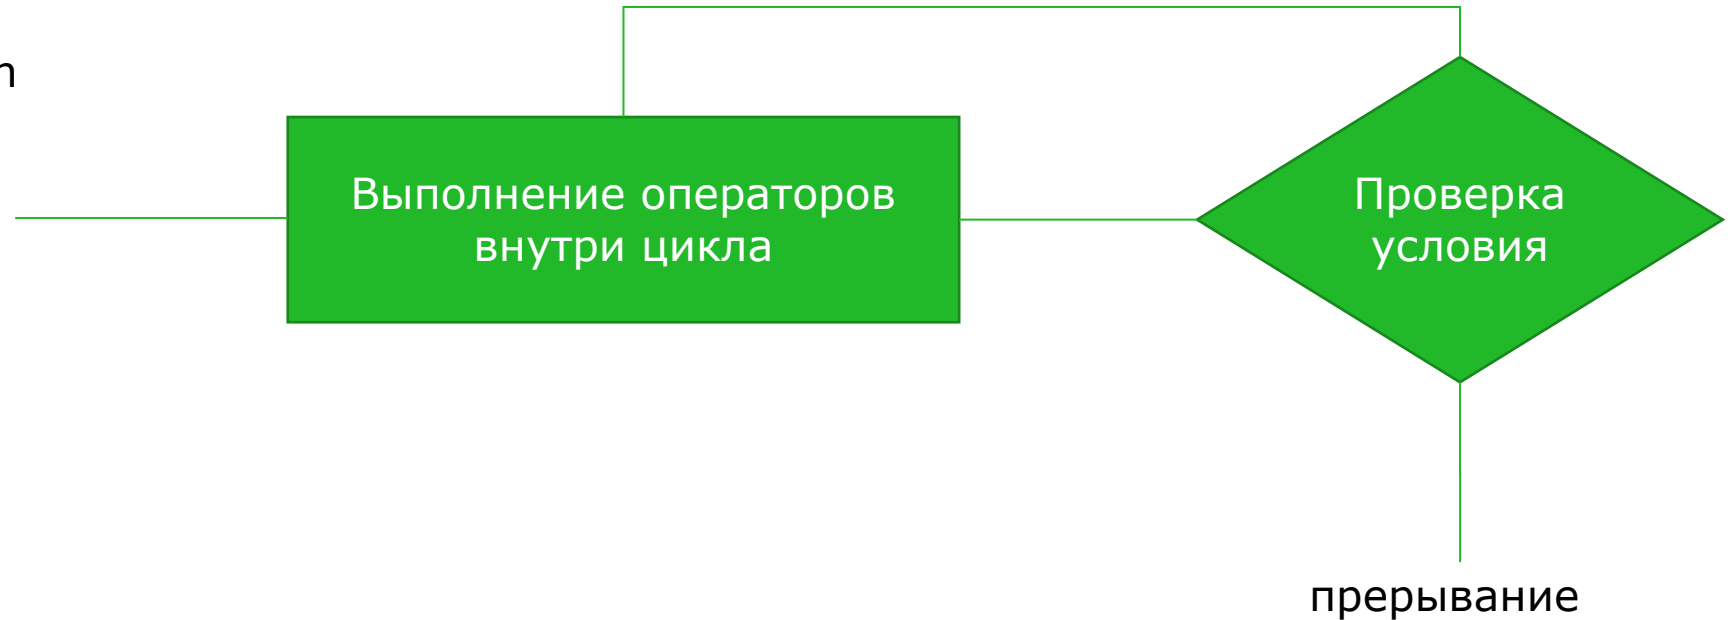 Выполнение операторов
внутри цикла
Проверка
условия
прерывание